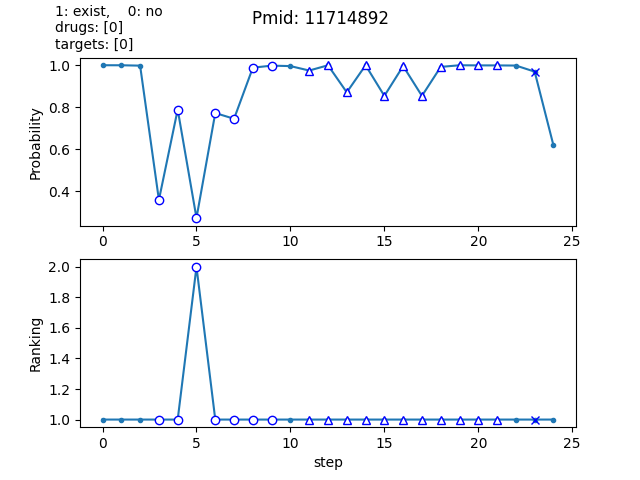 1: exist,    0: no
drugs: [0]
targets: [0]
Pmid: 11714892
Probability
1.0
0.8
0.6
0.4
0 5 10 15 20 25
Ranking
2.0
1.8
1.6
1.4
1.2
1.0
0 5 10 15 20 25
step